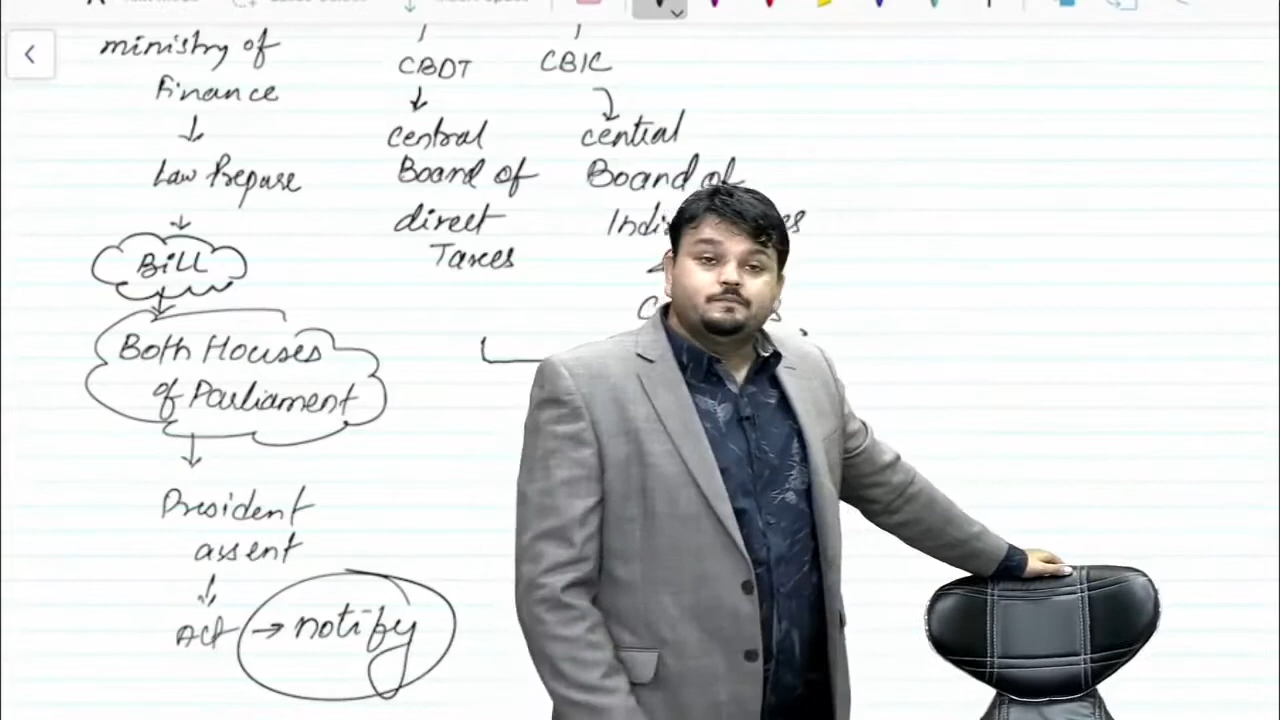 ministry of
Finance
Law Prepare
Bill
Both Houses
of Parliament
President
assent
Act → notify
CBDT
central
Board of
direct
Taxes
CBIC
central
Board of